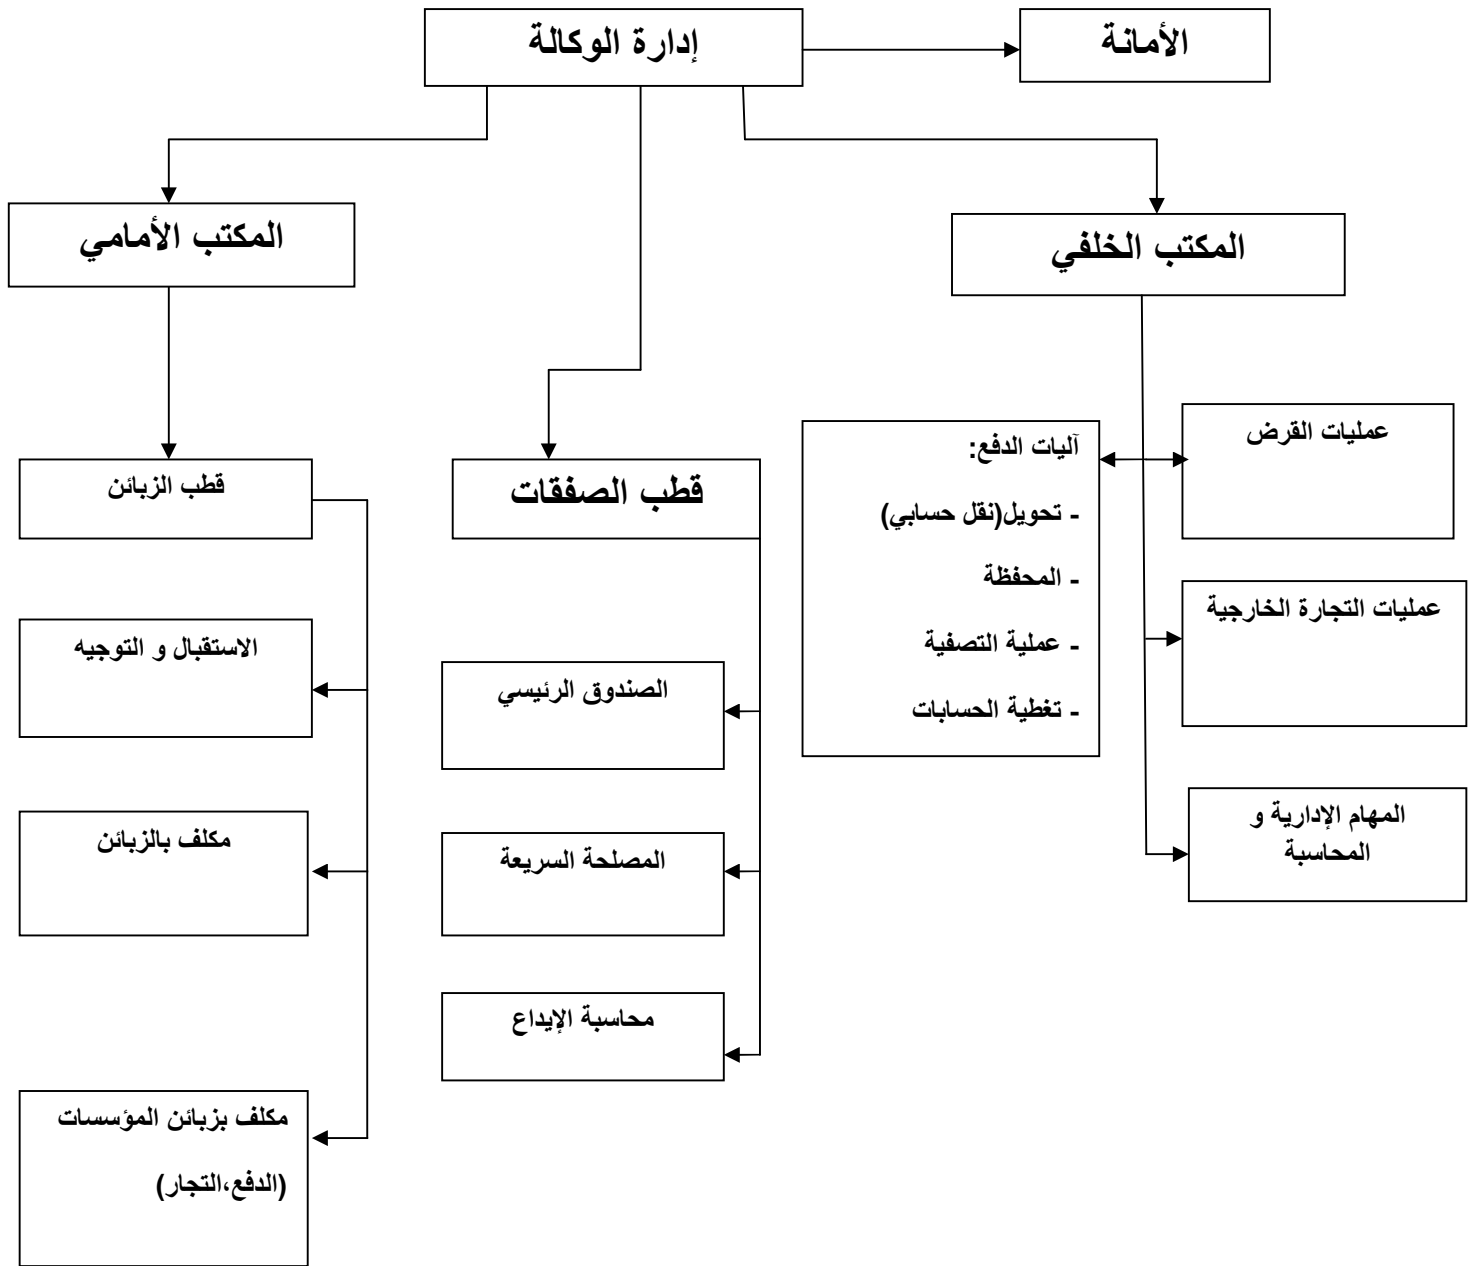 إدارة الوكالة
الأمانة
المكتب الخلفي
المكتب الأمامي
عمليات القرض
آليات الدفع:
- تحويل(نقل حسابي)
- المحفظة
- عملية التصفية
- تغطية الحسابات
عمليات التجارة الخارجية
المهام الإدارية و
المحاسبة
قطب الصفقات
الصندوق الرئيسي
المصلحة السريعة
محاسبة الإيداع
قطب الزبائن
الاستقبال و التوجيه
مكلف بالزبائن
مكلف بزبائن المؤسسات
(الدفع،التجار)